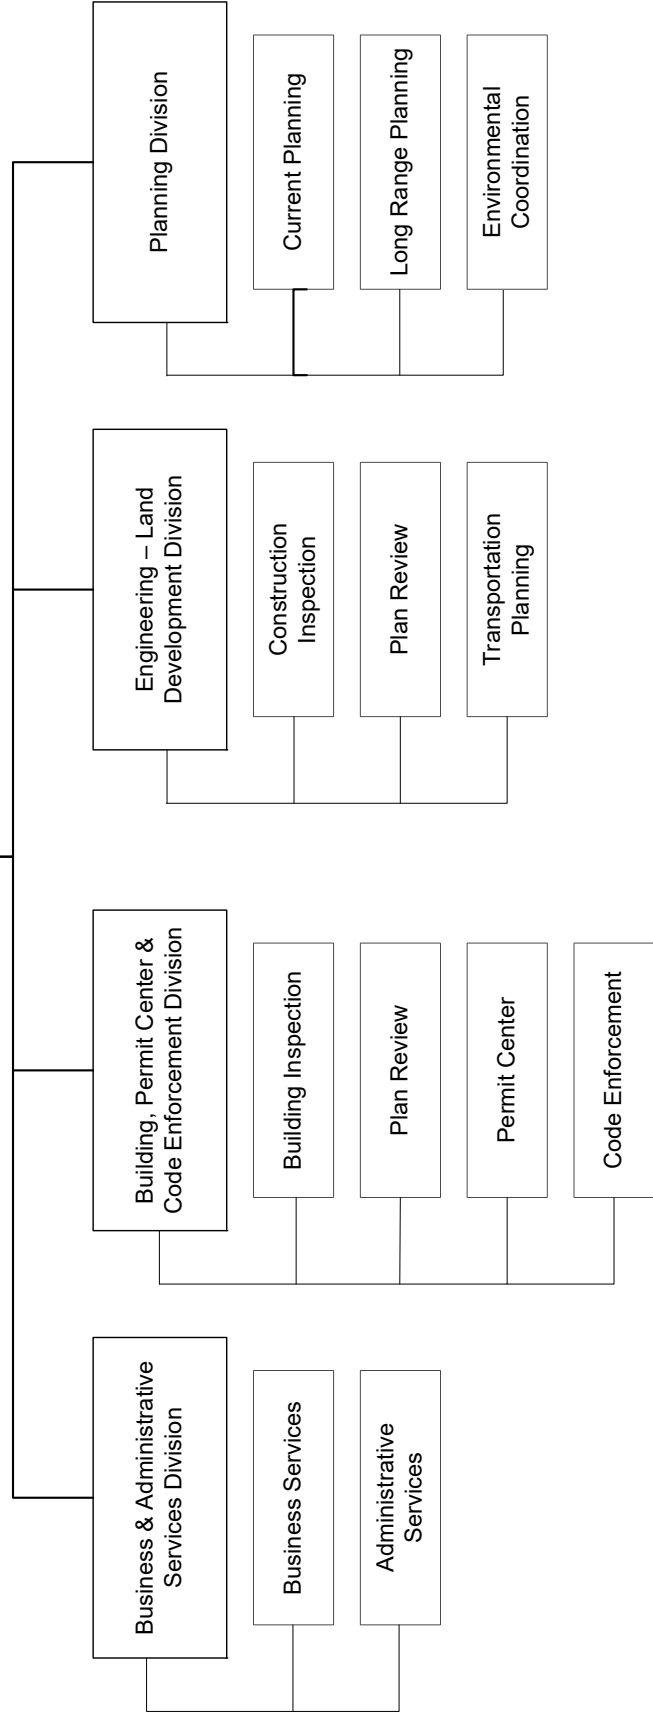 Business & Administrative
Services Division
Business Services
Administrative
Services
Building, Permit Center &
Code Enforcement Division
Building Inspection
Plan Review
Permit Center
Code Enforcement
Engineering – Land
Development Division
Construction
Inspection
Plan Review
Transportation
Planning
Planning Division
Current Planning
Long Range Planning
Environmental
Coordination